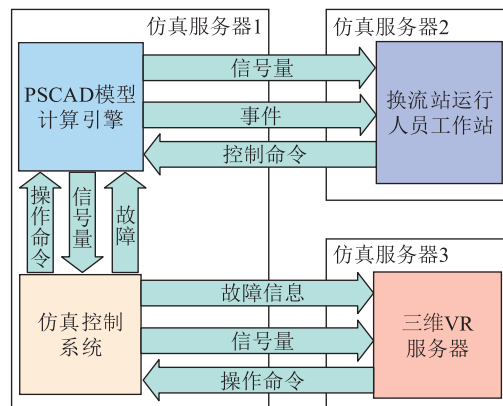 仿真服务器1
仿真服务器2
PSCAD模型
计算引擎
信号量
事件
控制命令
换流站运行
人员工作站
操作命令
信号量
故障
仿真服务器3
仿真控制
系统
故障信息
信号量
操作命令
三维VR
服务器